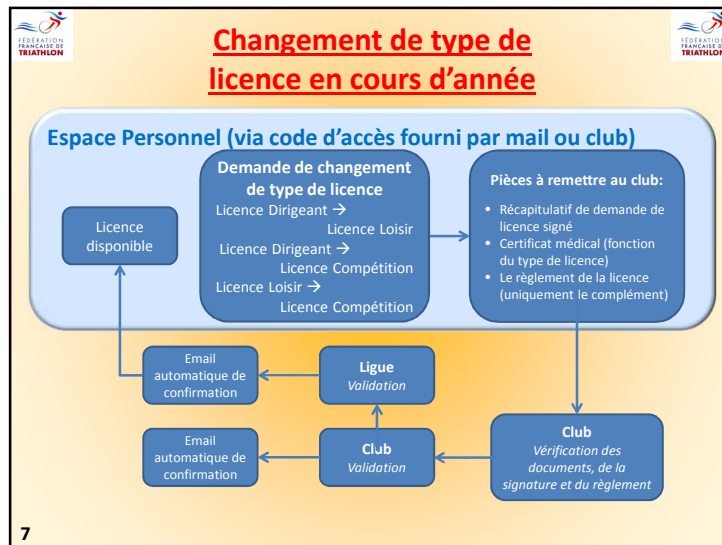 FÉDÉRATION
FRANÇAISE DE
TRIATHLON
Changement de type de
licence en cours d'année
FÉDÉRATION
FRANÇAISE DE
TRIATHLON
Espace Personnel (via code d'accès fourni par mail ou club)
Licence
disponible
Demande de changement
de type de licence
Licence Dirigeant →
Licence Loisir
Licence Dirigeant →
Licence Compétition
Licence Loisir →
Licence Compétition
Pièces à remettre au club:
• Récapitulatif de demande de
licence signé
• Certificat médical (fonction
du type de licence)
• Le règlement de la licence
(uniquement le complément)
Email
automatique de
confirmation
Ligue
Validation
Email
automatique de
confirmation
Club
Validation
Club
Vérification des
documents, de la
signature et du règlement
7